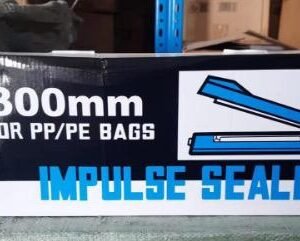 300mm
OR PP/PE BAGS
IMPULSE SEAL